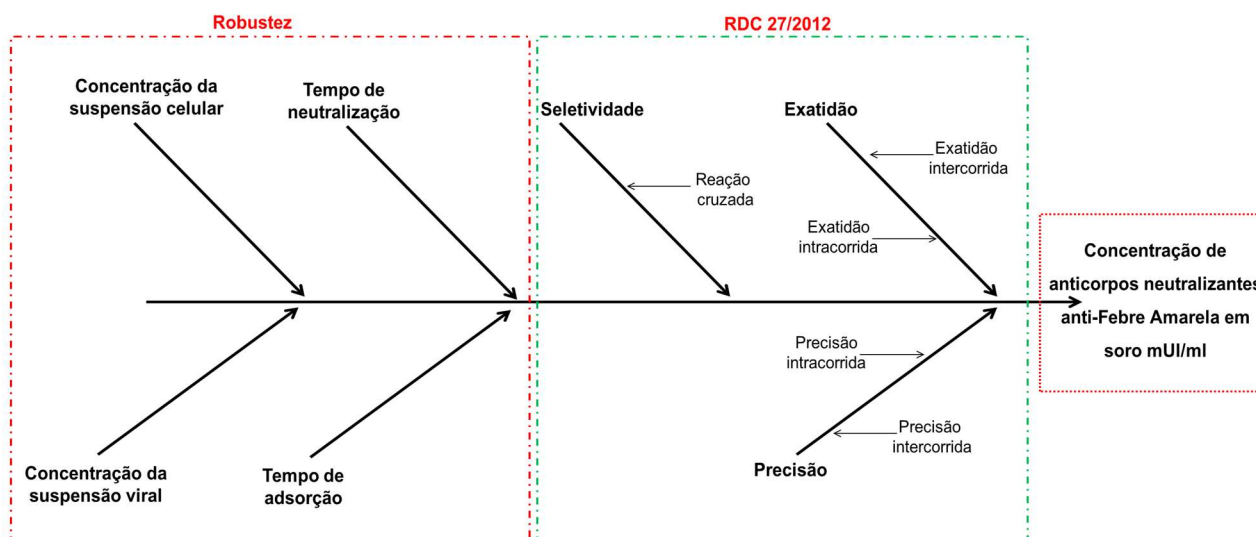 Robustez
RDC 27/2012
Concentração da
suspensão celular
Tempo de
neutralização
Seletividade
Exatidão
Exatidão
intercorrida
Reação
cruzada
Exatidão
intracorrida
Concentração de
anticorpos neutralizantes
anti-Febre Amarela em
soro mUI/ml
Precisão
intracorrida
Precisão
intercorrida
Concentração da
suspensão viral
Tempo de
adsorção
Precisão